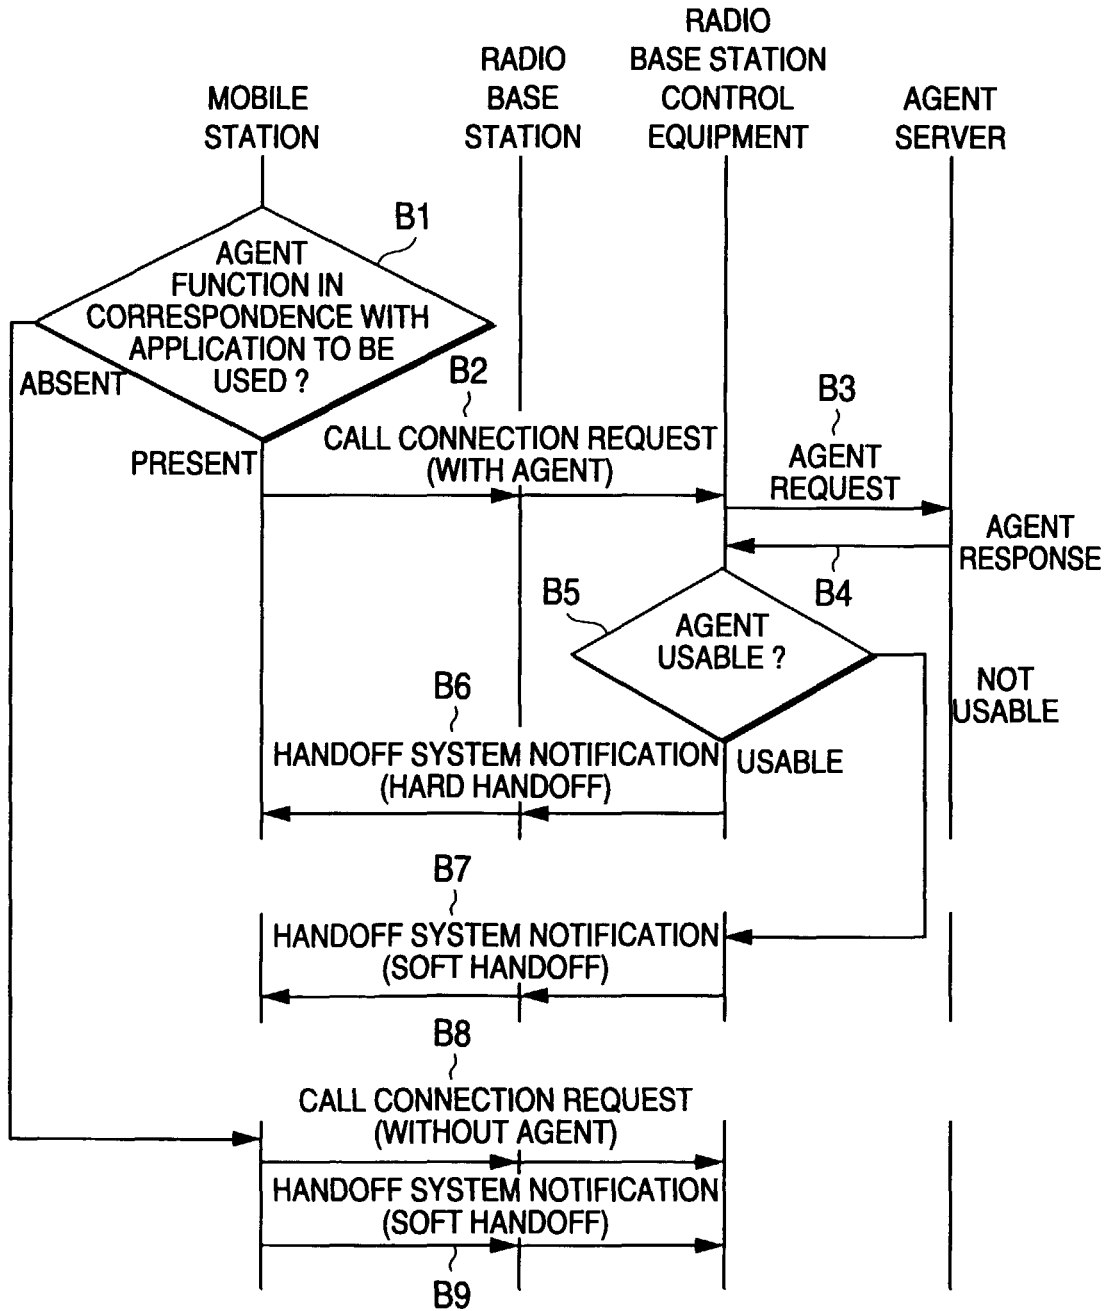 MOBILE
STATION
RADIO
BASE
STATION
RADIO
BASE STATION
CONTROL
EQUIPMENT
AGENT
SERVER
B1
AGENT
FUNCTION IN
CORRESPONDENCE WITH
APPLICATION TO BE
USED ?
ABSENT
PRESENT
B2
CALL CONNECTION REQUEST
(WITH AGENT)
B3
AGENT
REQUEST
AGENT
RESPONSE
B4
B5
AGENT
USABLE ?
NOT
USABLE
USABLE
B6
HANDOFF SYSTEM NOTIFICATION
(HARD HANDOFF)
B7
HANDOFF SYSTEM NOTIFICATION
(SOFT HANDOFF)
B8
CALL CONNECTION REQUEST
(WITHOUT AGENT)
HANDOFF SYSTEM NOTIFICATION
(SOFT HANDOFF)
B9